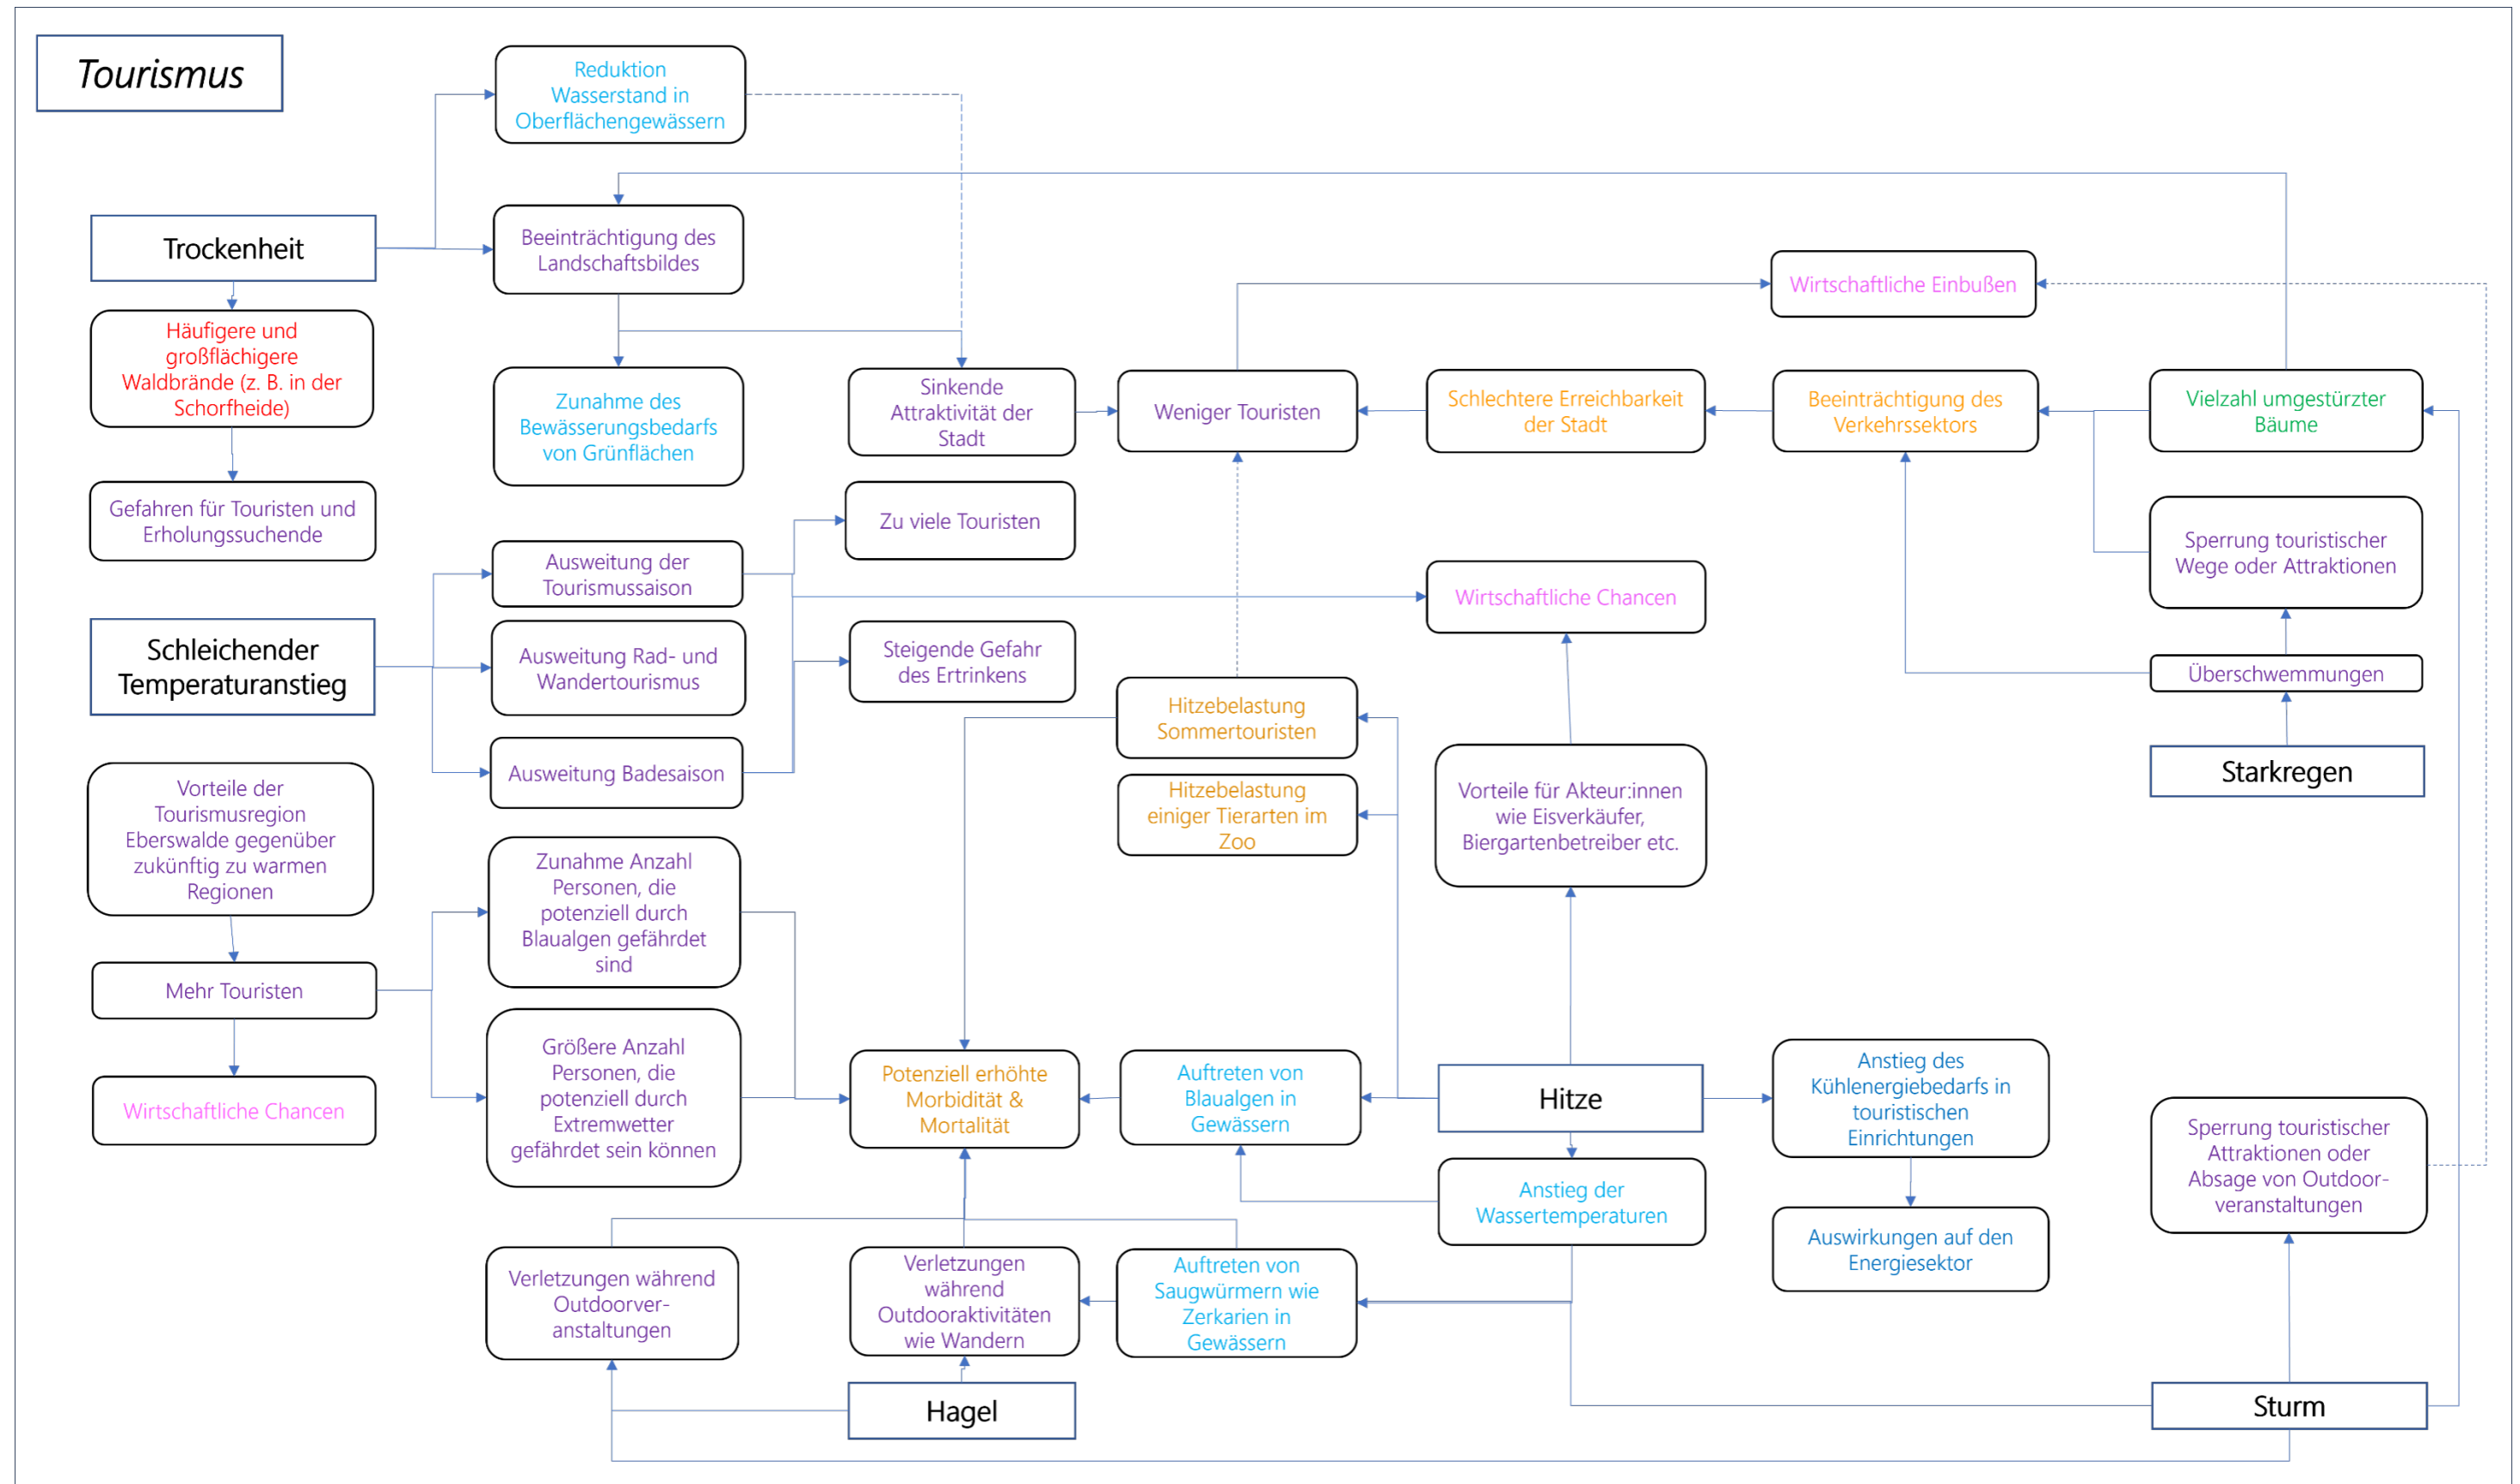 Tourismus
Reduktion
Wasserstand in
Oberflächengewässern
Trockenheit
Beeinträchtigung des
Landschaftsbildes
Wirtschaftliche Einbußen
Häufigere und
großflächigere
Waldbrände (z. B. in der
Schorfheide)
Zunahme des
Bewässerungsbedarfs
von Grünflächen
Sinkende
Attraktivität der
Stadt
Weniger Touristen
Schlechtere Erreichbarkeit
der Stadt
Beeinträchtigung des
Verkehrssektors
Vielzahl umgestürzter
Bäume
Gefahren für Touristen und
Erholungssuchende
Zu viele Touristen
Sperrung touristischer
Wege oder Attraktionen
Ausweitung der
Tourismussaison
Wirtschaftliche Chancen
Schleichender
Temperaturanstieg
Ausweitung Rad- und
Wandertourismus
Steigende Gefahr
des Ertrinkens
Überschwemmungen
Hitzebelastung
Sommertouristen
Ausweitung Badesaison
Starkregen
Vorteile der
Tourismusregion
Eberswalde gegenüber
zukünftig zu warmen
Regionen
Hitzebelastung
einiger Tierarten im
Zoo
Vorteile für Akteur:innen
wie Eisverkäufer,
Biergartenbetreiber etc.
Zunahme Anzahl
Personen, die
potenziell durch
Blaualgen gefährdet
sind
Mehr Touristen
Größere Anzahl
Personen, die
potenziell durch
Extremwetter
gefährdet sein können
Potenziell erhöhte
Morbidität &
Mortalität
Auftreten von
Blaualgen in
Gewässern
Hitze
Anstieg des
Kühlenergiebedarfs in
touristischen
Einrichtungen
Wirtschaftliche Chancen
Sperrung touristischer
Attraktionen oder
Absage von Outdoor-
veranstaltungen
Anstieg der
Wassertemperaturen
Auswirkungen auf den
Energiesektor
Verletzungen während
Outdoorver-
anstaltungen
Verletzungen
während
Outdooraktivitäten
wie Wandern
Auftreten von
Saugwürmern wie
Zerkarien in
Gewässern
Hagel
Sturm